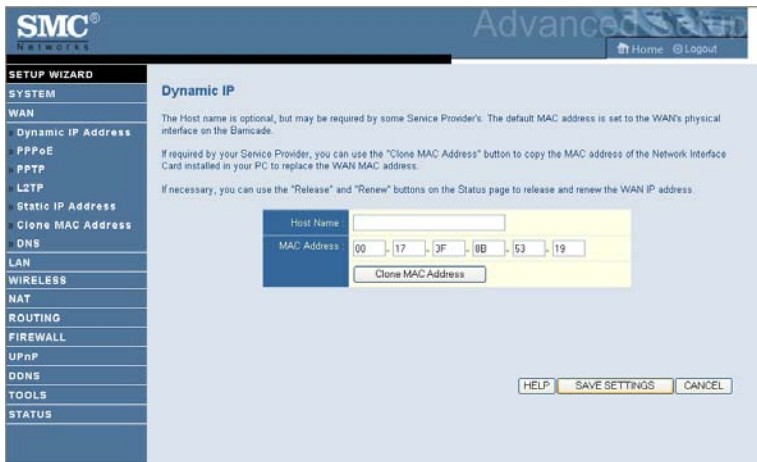 SMC®
Networks
Advanced Setup
Home Logout
SETUP WIZARD
SYSTEM
WAN
» Dynamic IP Address
» PPPoE
» PPTP
» L2TP
» Static IP Address
» Clone MAC Address
» DNS
LAN
WIRELESS
NAT
ROUTING
FIREWALL
UPnP
DDNS
TOOLS
STATUS
Dynamic IP
The Host name is optional, but may be required by some Service Provider's. The default MAC address is set to the WAN's physical
interface on the Barricade.
If required by your Service Provider, you can use the "Clone MAC Address" button to copy the MAC address of the Network Interface
Card installed in your PC to replace the WAN MAC address.
If necessary, you can use the "Release" and "Renew" buttons on the Status page to release and renew the WAN IP address.
Host Name :
MAC Address : 00 - 17 - 3F - 8B - 53 - 19
Clone MAC Address
HELP SAVE SETTINGS CANCEL